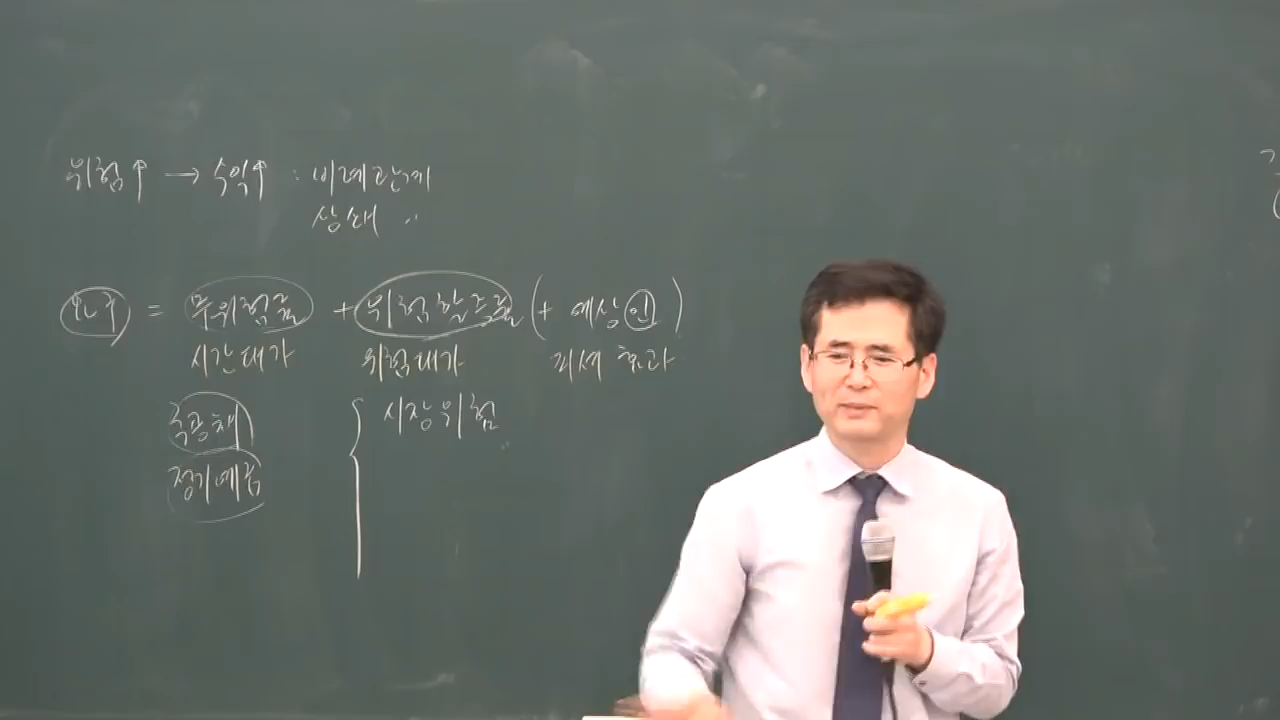 위험↑ → 수익↑ : 비례관계
상쇄 〃
요구 = 무위험률 + 위험할증률 (+ 예상인)
시간대가 위험대가 피셔효과
국공채 { 시장위험
정기예금